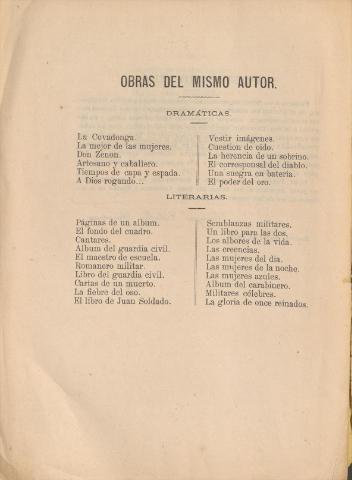 OBRAS DEL MISMO AUTOR.
DRAMÁTICAS.
La Covadonga.
La mejor de las mujeres.
Don Zenon.
Artesano y caballero.
Tiempos de capa y espada.
A Dios rogando...
Vestir imágenes.
Cuestion de oido.
La herencia de un sobrino.
El corresponsal del diablo.
Una suegra en batería.
El poder del oro.
LITERARIAS.
Páginas de un album.
El fondo del cuadro.
Cantares.
Album del guardia civil.
El maestro de escuela.
Romancero militar.
Libro del guardia civil.
Cartas de un muerto.
La fiebre del oso.
El libro de Juan Soldado.
Semblanzas militares.
Un libro para las dos.
Los albores de la vida.
Las creencias.
Las mujeres del dia.
Las mujeres de la noche.
Las mujeres azules.
Album del carabinero.
Militares célebres.
La gloria de once reinados.